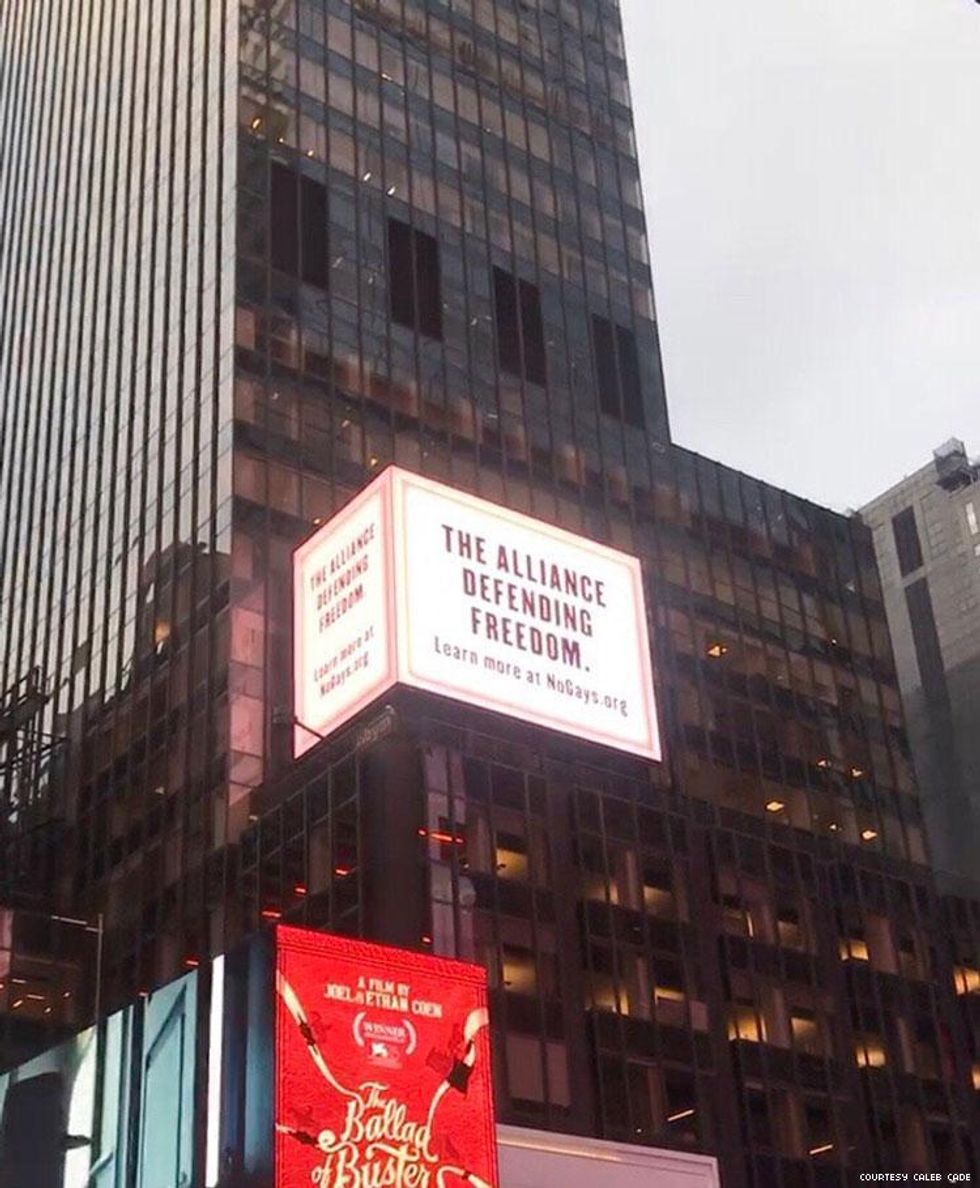 THE ALLIANCE
DEFENDING
FREEDOM
Learn more at
NoGays.org
THE ALLIANCE
DEFENDING
FREEDOM.
Learn more at NoGays.org
A FILM BY
JOEL & ETHAN COEN
WINNER
The
Ballad
of Buster
COURTESY CALEB CADE